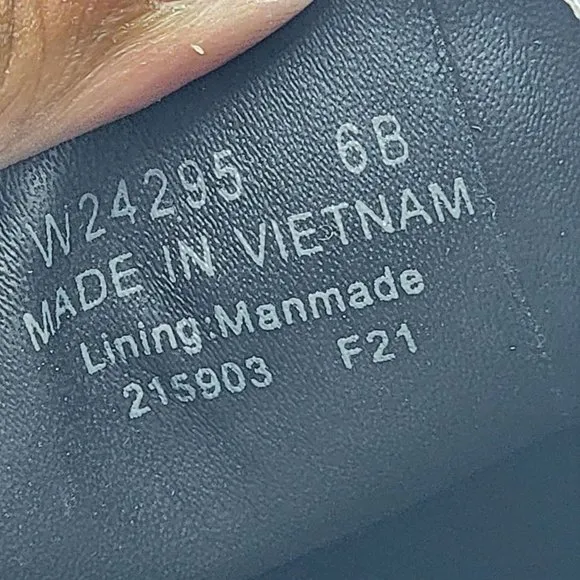 W24295 6B
MADE IN VIETNAM
Lining:Manmade
215903 F21